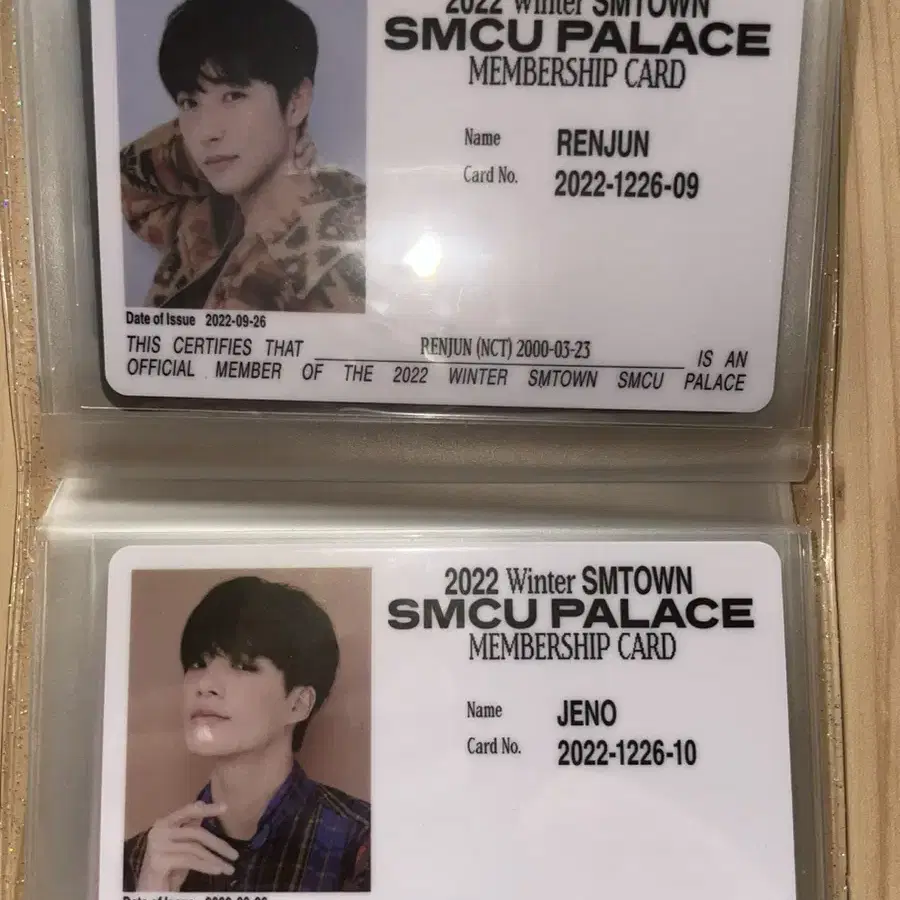 2022 Winter SMTOWN
SMCU PALACE
MEMBERSHIP CARD
Name RENJUN
Card No. 2022-1226-09
Date of Issue 2022-09-26
THIS CERTIFIES THAT RENJUN (NCT) 2000-03-23 IS AN
OFFICIAL MEMBER OF THE 2022 WINTER SMTOWN SMCU PALACE
2022 Winter SMTOWN
SMCU PALACE
MEMBERSHIP CARD
Name JENO
Card No. 2022-1226-10